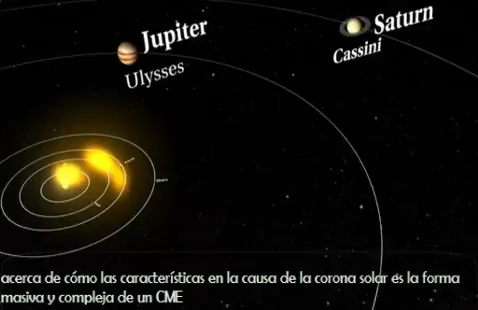 Jupiter
Saturn
Ulysses
Cassini
acerca de cómo las características en la causa de la corona solar es la forma
masiva y compleja de un CME